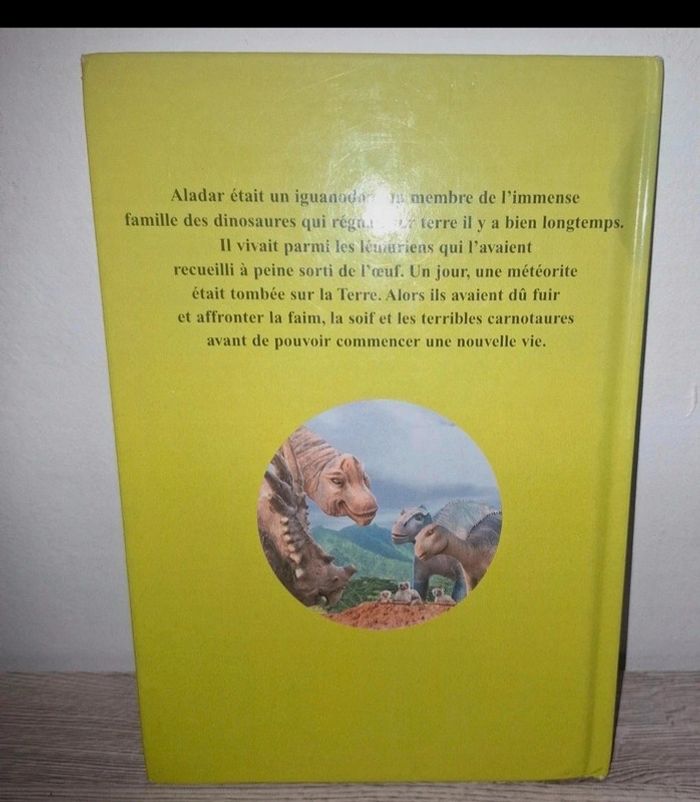 Aladar était un membre de l'immense
famille des dinosaures qui terre il y a bien longtemps.
Il vivait parmi les lémuriens qui l'avaient
recueilli à peine sorti de l'œuf. Un jour, une météorite
était tombée sur la Terre. Alors ils avaient dû fuir
et affronter la faim, la soif et les terribles carnotaures
avant de pouvoir commencer une nouvelle vie.